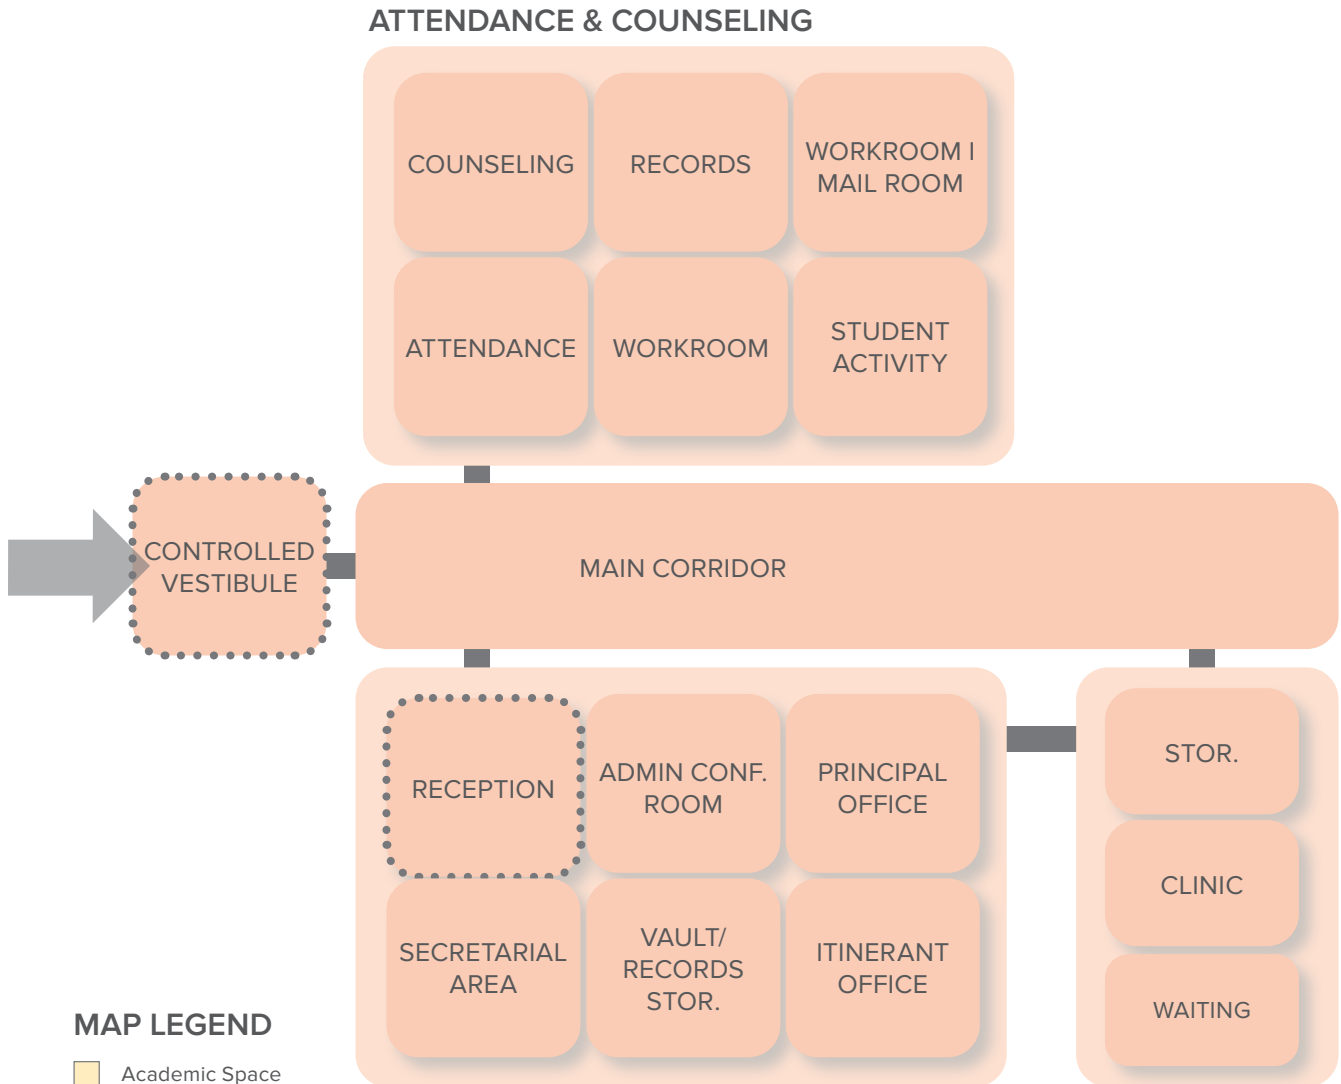 ATTENDANCE & COUNSELING
COUNSELING
RECORDS
WORKROOM |
MAIL ROOM
ATTENDANCE
WORKROOM
STUDENT
ACTIVITY
CONTROLLED
VESTIBULE
MAIN CORRIDOR
RECEPTION
ADMIN CONF.
ROOM
PRINCIPAL
OFFICE
STOR.
CLINIC
SECRETARIAL
AREA
VAULT/
RECORDS
STOR.
ITINERANT
OFFICE
WAITING
MAP LEGEND
Academic Space